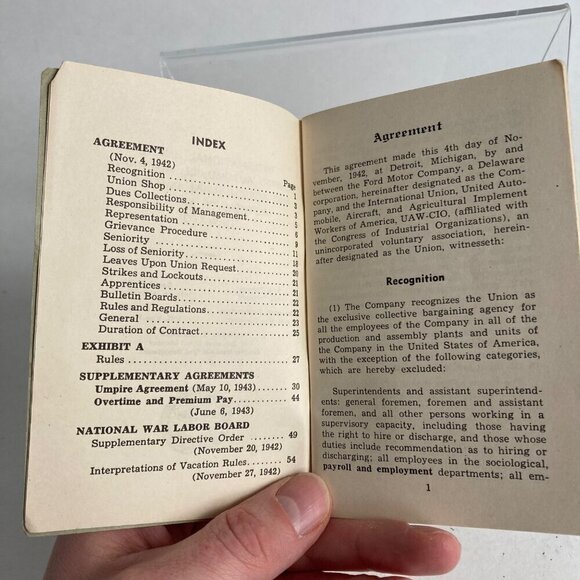 INDEX
AGREEMENT
(Nov. 4, 1942) Page
Recognition 1
Union Shop 3
Dues Collections 3
Responsibility of Management 5
Representation 5
Grievance Procedure 8
Seniority 9
Loss of Seniority 11
Leaves Upon Union Request 18
Strikes and Lockouts
Apprentices 21
Bulletin Boards
Rules and Regulations 22
General 23
Duration of Contract 25
EXHIBIT A
Rules 27
SUPPLEMENTARY AGREEMENTS
Umpire Agreement (May 10, 1943) 30
Overtime and Premium Pay 44
(June 6, 1943)
NATIONAL WAR LABOR BOARD
Supplementary Directive Order 49
(November 20, 1942)
Interpretations of Vacation Rules 54
(November 27, 1942)
Agreement
This agreement made this 4th day of No-
vember, 1942, at Detroit, Michigan, by and
between the Ford Motor Company, a Delaware
corporation, hereinafter designated as the Com-
pany, and the International Union, United Auto-
mobile, Aircraft, and Agricultural Implement
Workers of America, UAW-CIO, (affiliated with
the Congress of Industrial Organizations), an
unincorporated voluntary association, herein-
after designated as the Union, witnesseth:
Recognition
(1) The Company recognizes the Union as
the exclusive collective bargaining agency for
all the employees of the Company in all of the
production and assembly plants and units of
the Company in the United States of America,
with the exception of the following categories,
which are hereby excluded:
Superintendents and assistant superintend-
ents: general foremen, foremen and assistant
foremen, and all other persons working in a
supervisory capacity, including those having
the right to hire or discharge, and those whose
duties include recommendation as to hiring or
discharging; all employees in the sociological,
payroll and employment departments; all em-
1